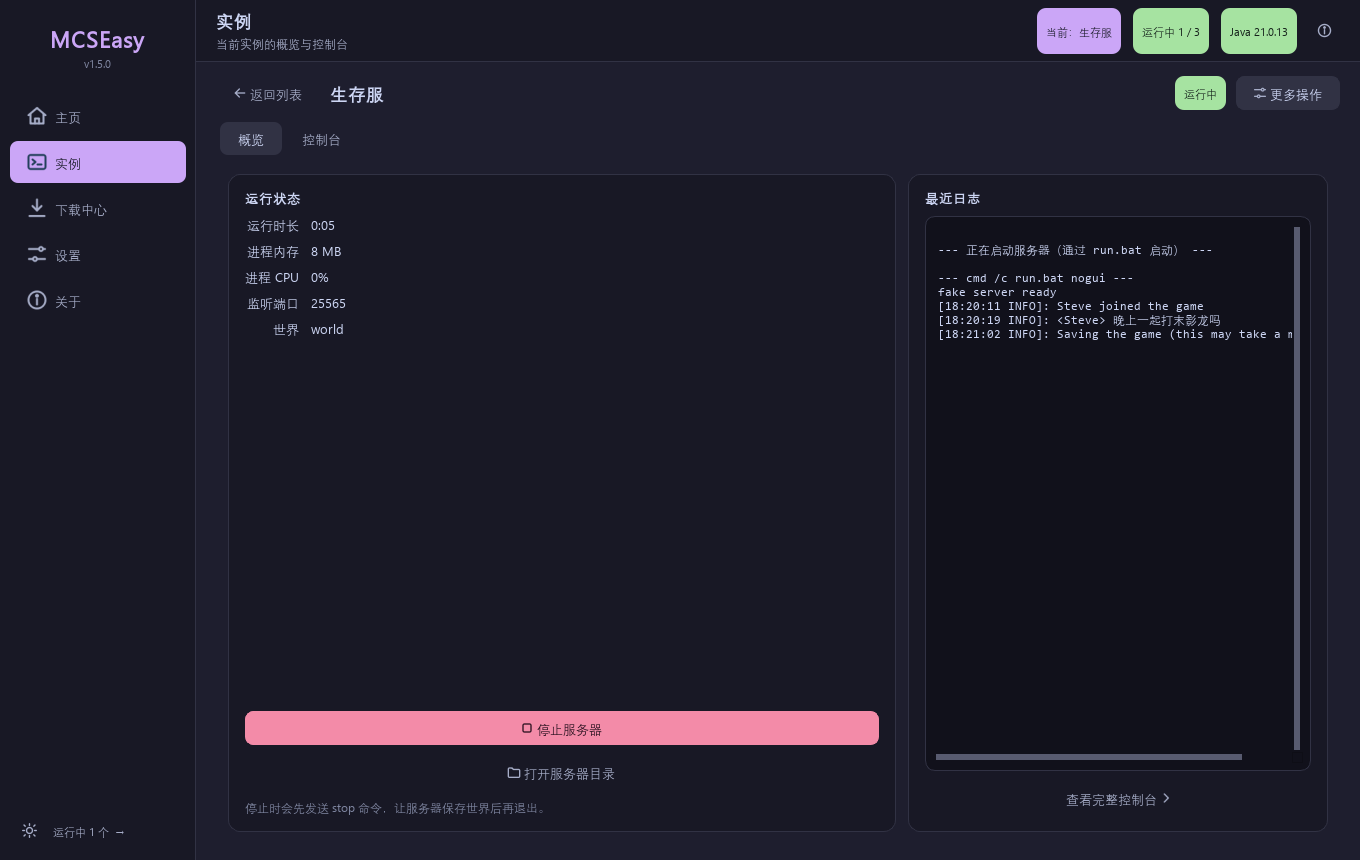 MCSEasy
v1.5.0
主页
实例
下载中心
设置
关于
运行中 1 个 →
实例
当前实例的概览与控制台
当前：生存服
运行中 1 / 3
Java 21.0.13
返回列表
生存服
运行中
更多操作
概览
控制台
运行状态
运行时长 0:05
进程内存 8 MB
进程 CPU 0%
监听端口 25565
世界 world
停止服务器
打开服务器目录
停止时会先发送 stop 命令，让服务器保存世界后再退出。
最近日志
--- 正在启动服务器（通过 run.bat 启动） ---
--- cmd /c run.bat nogui ---
fake server ready
[18:20:11 INFO]: Steve joined the game
[18:20:19 INFO]: <Steve> 晚上一起打末影龙吗
[18:21:02 INFO]: Saving the game (this may take a m
查看完整控制台